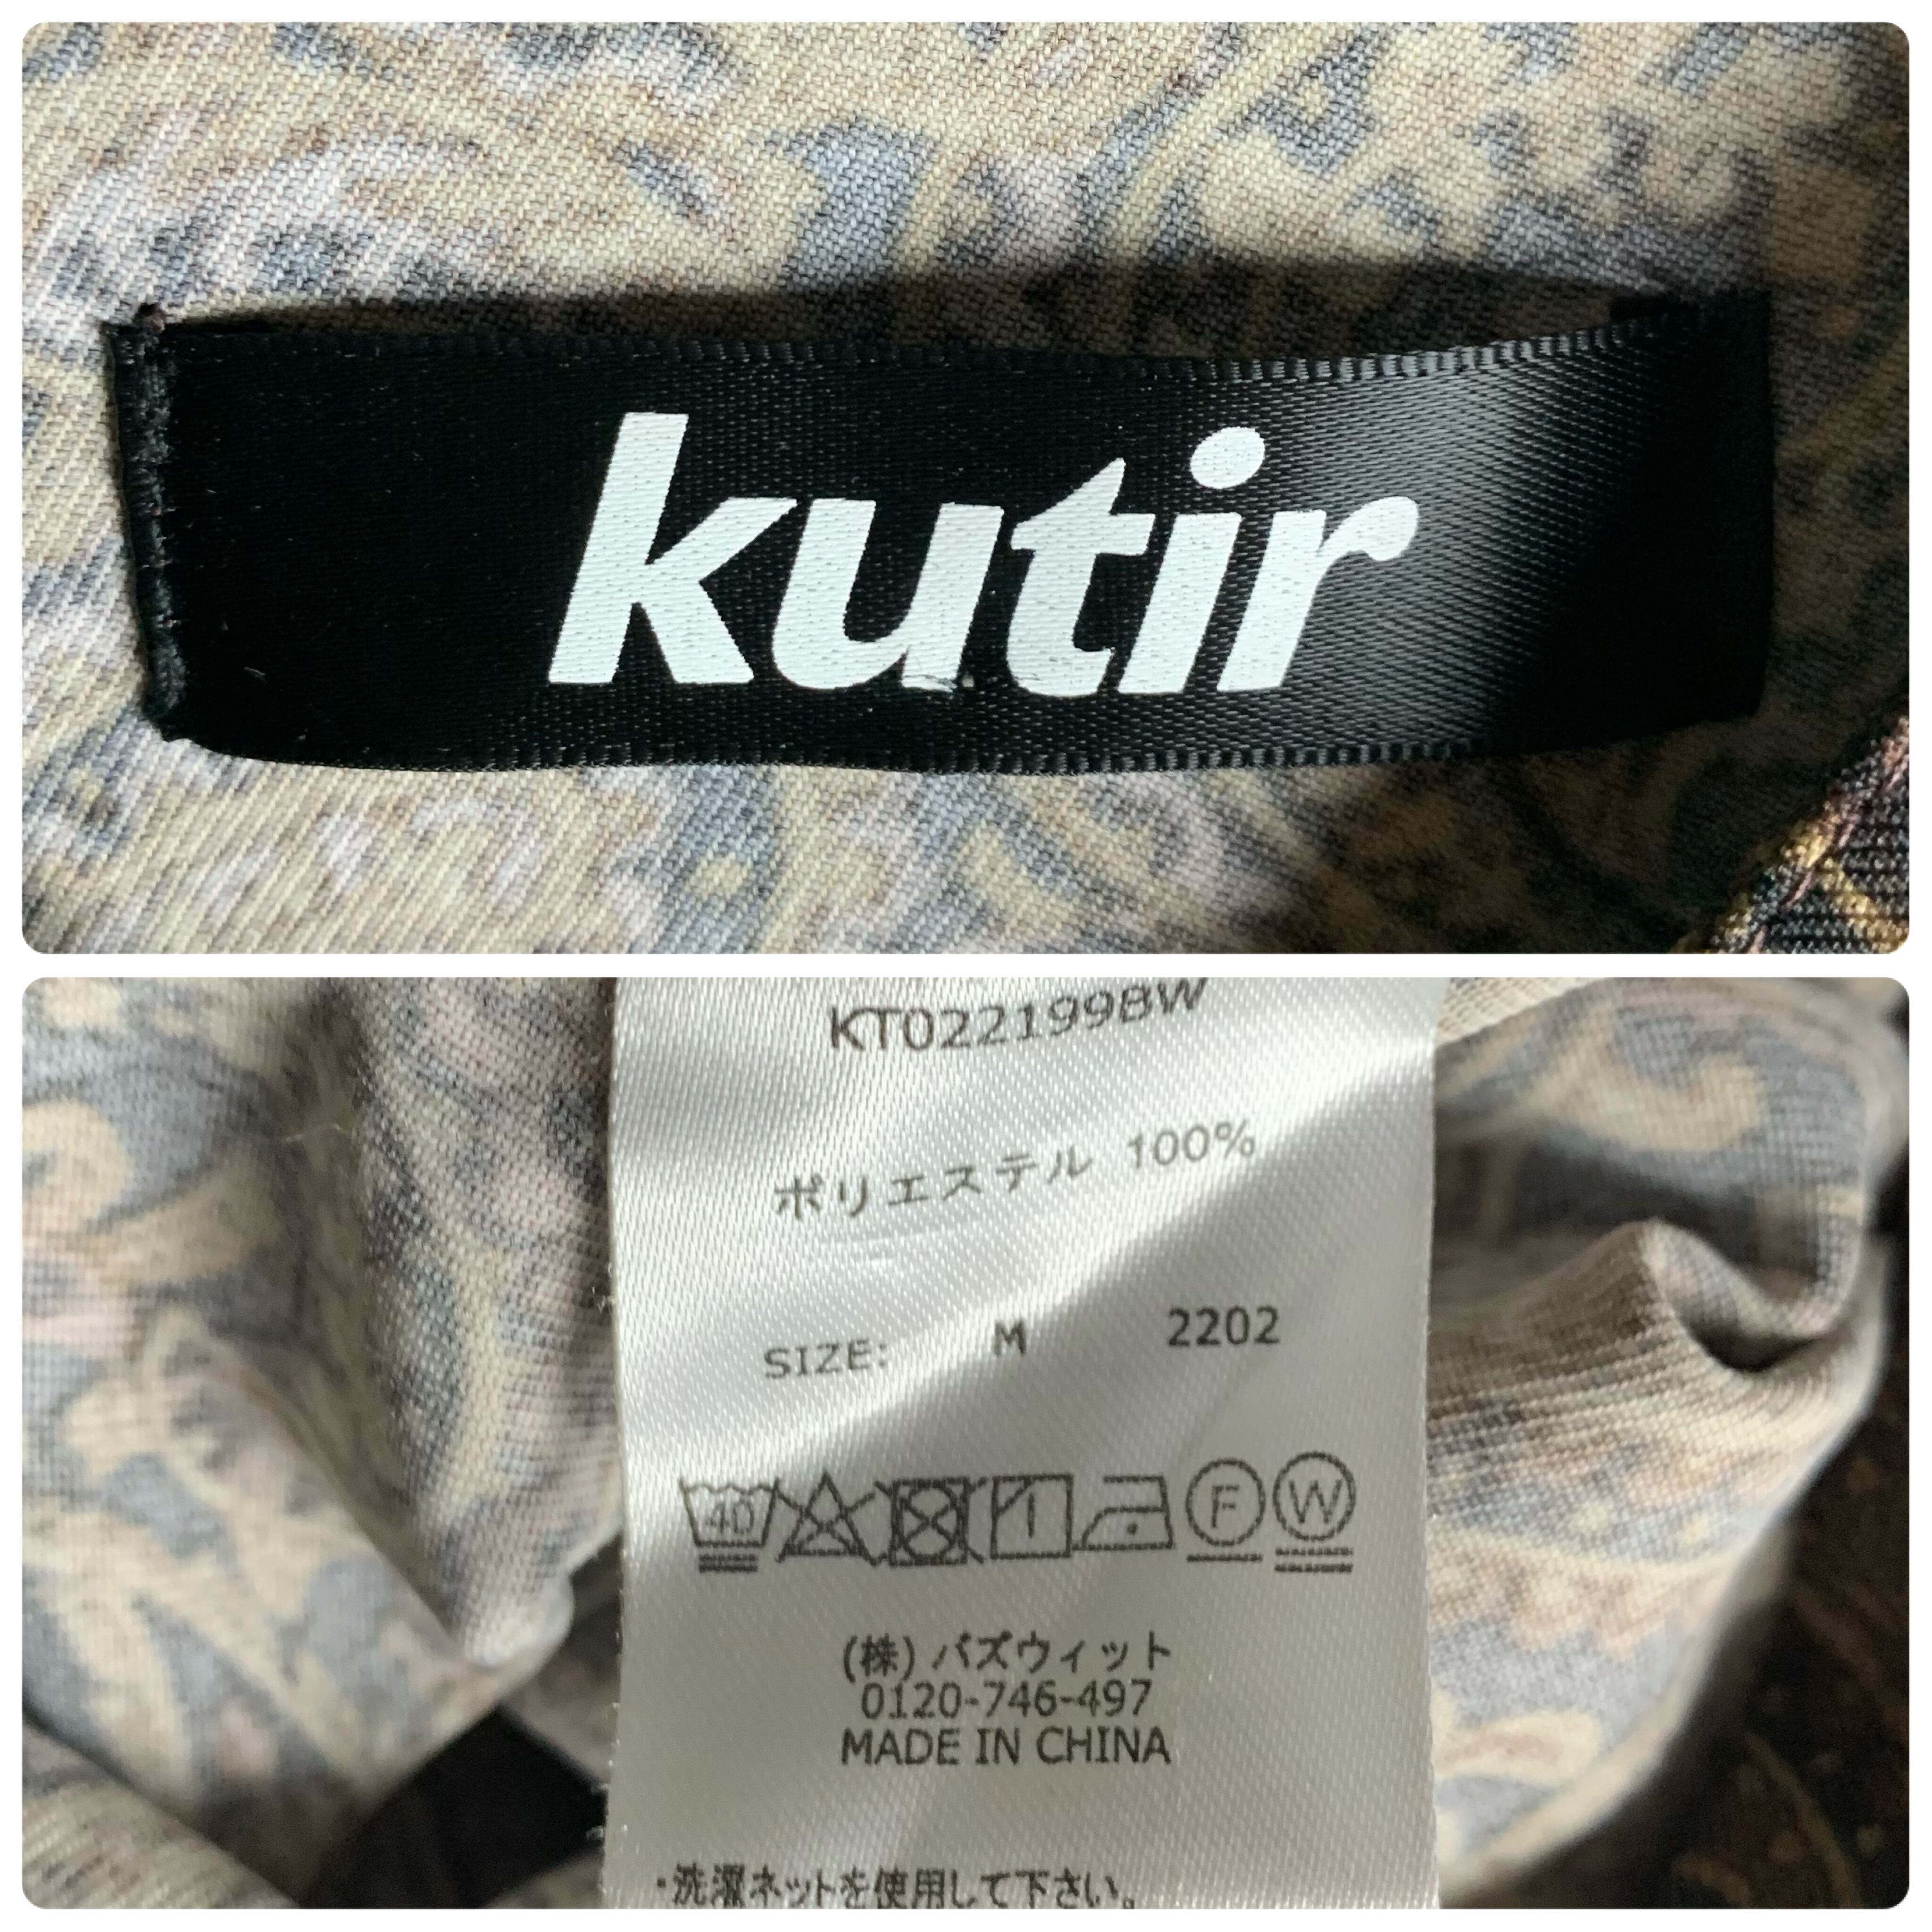 kutir
KT022199BW
ポリエステル 100%
SIZE: M 2202
40
F W
(株) バズウィット
0120-746-497
MADE IN CHINA
・洗濯ネットを使用して下さい。